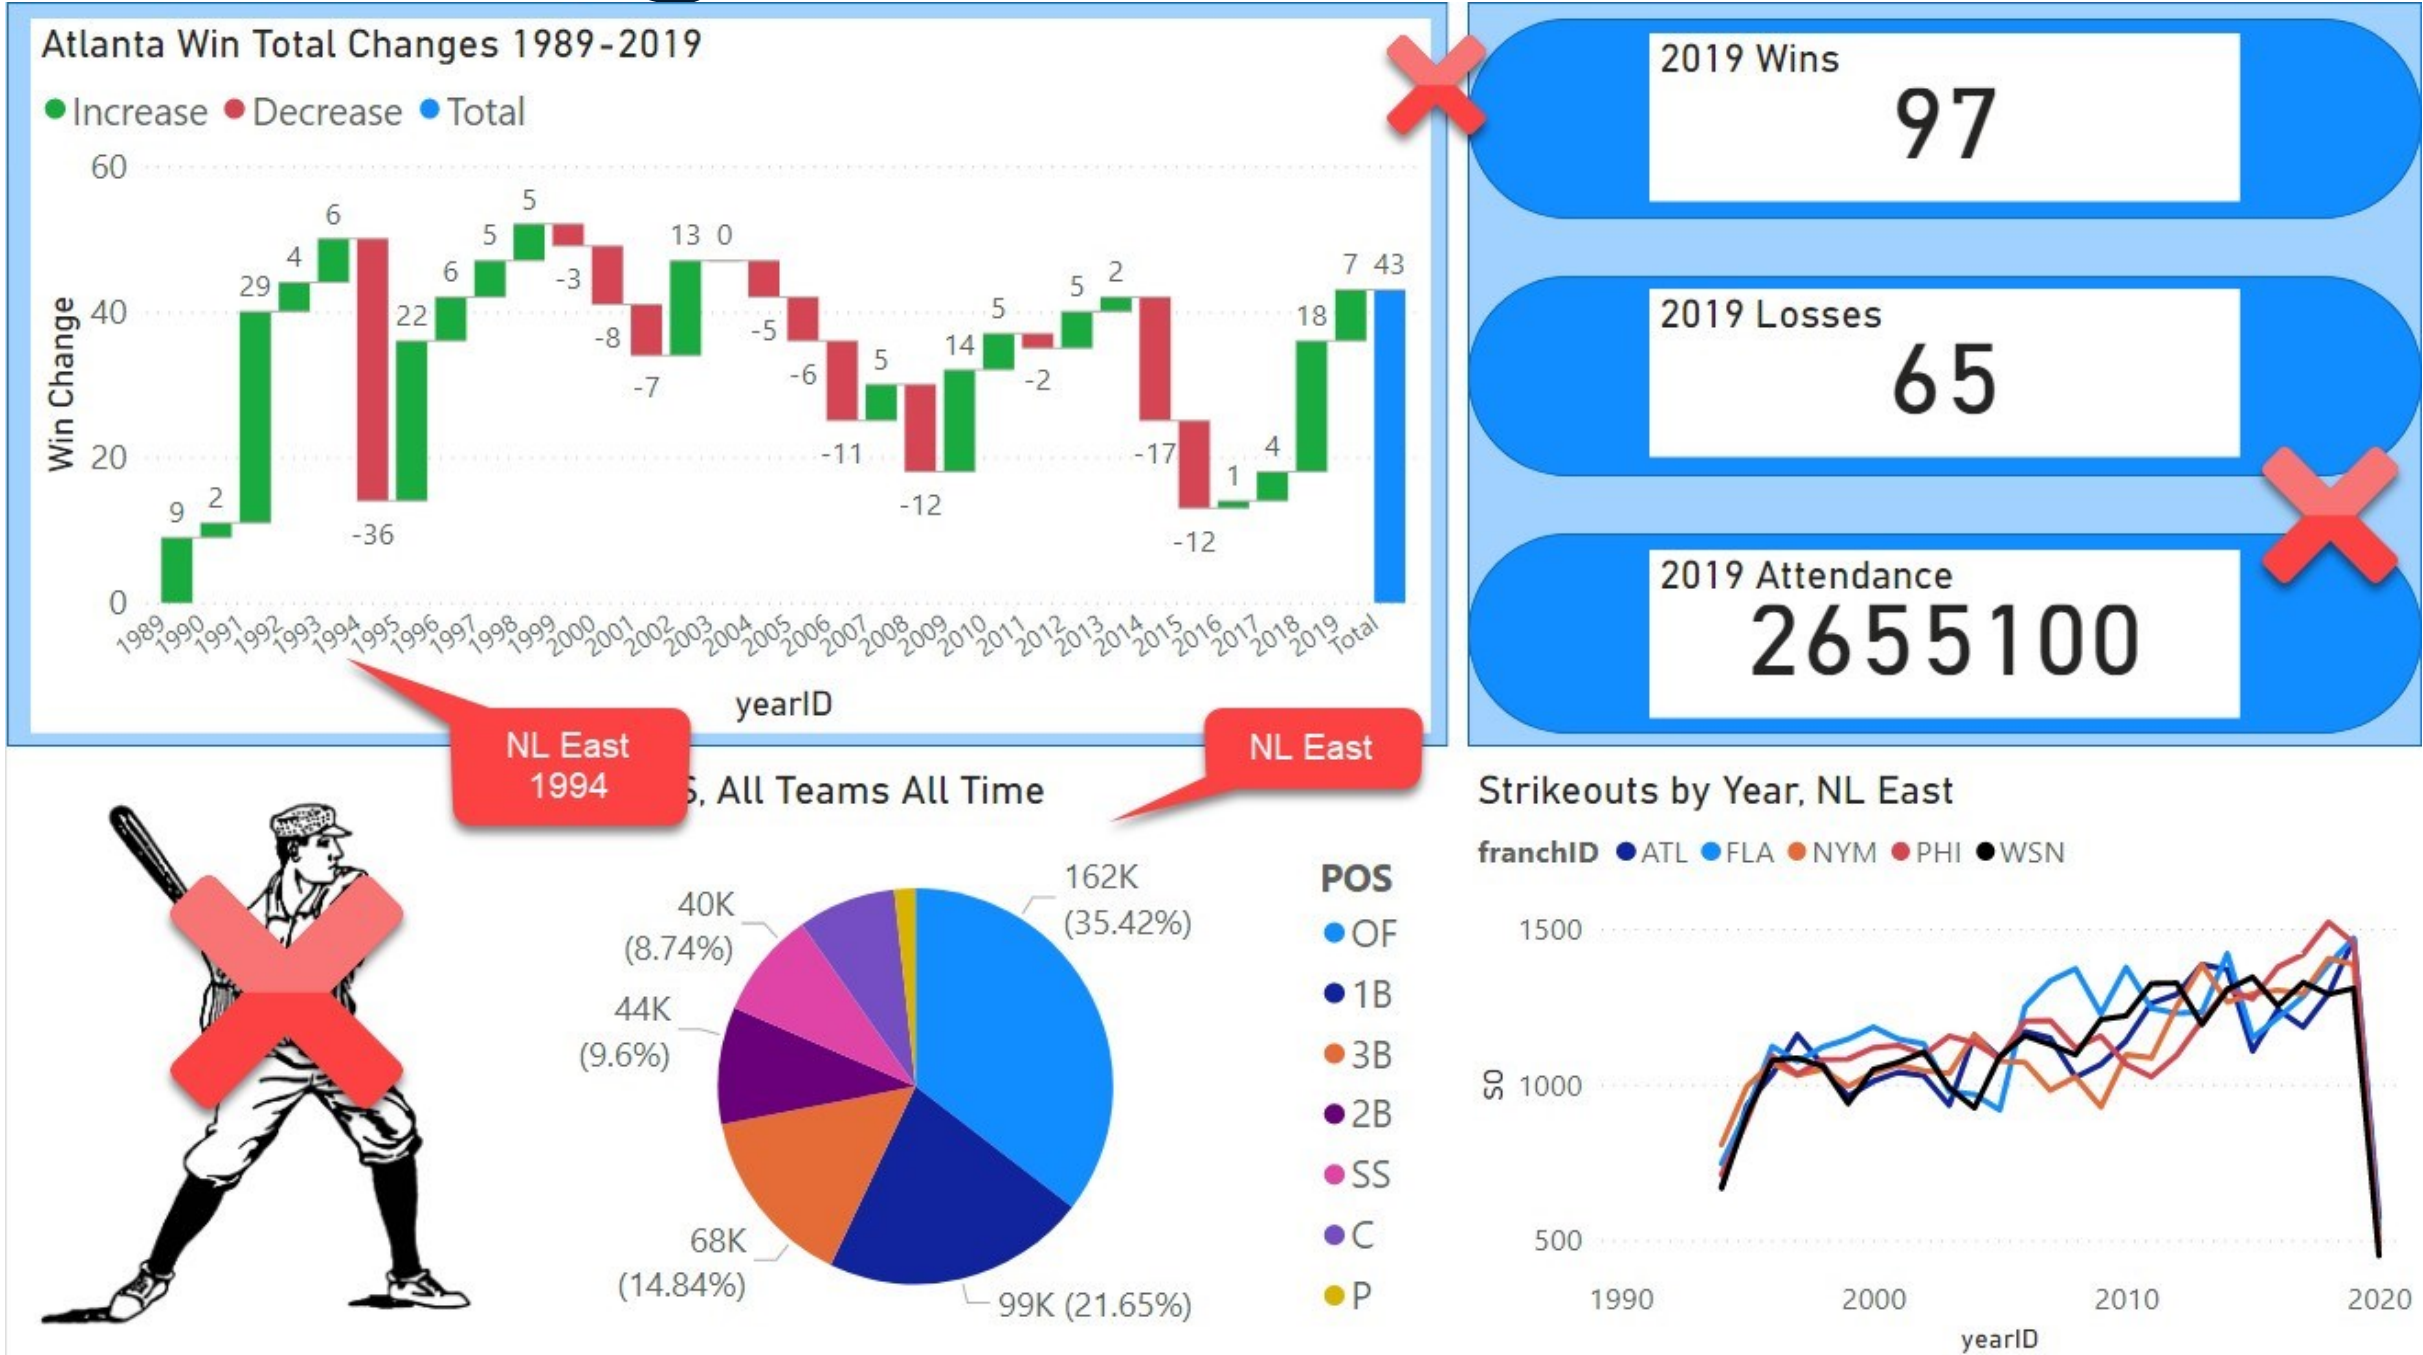 Atlanta Win Total Changes 1989-2019
Increase Decrease Total
60
40
20
0
Win Change
9
2
29
4
6
-36
22
6
5
5
-3
-8
-7
13
0
-5
-6
-11
5
-12
14
5
-2
5
2
-17
-12
1
4
18
7
43
1989 1990 1991 1992 1993 1994 1995 1996 1997 1998 1999 2000 2001 2002 2003 2004 2005 2006 2007 2008 2009 2010 2011 2012 2013 2014 2015 2016 2017 2018 2019 Total
yearID
2019 Wins
97
2019 Losses
65
2019 Attendance
2655100
NL East
1994
NL East
, All Teams All Time
162K
(35.42%)
99K (21.65%)
68K
(14.84%)
44K
(9.6%)
40K
(8.74%)
POS
OF
1B
3B
2B
SS
C
P
Strikeouts by Year, NL East
franchID ATL FLA NYM PHI WSN
1500
1000
500
SO
1990 2000 2010 2020
yearID